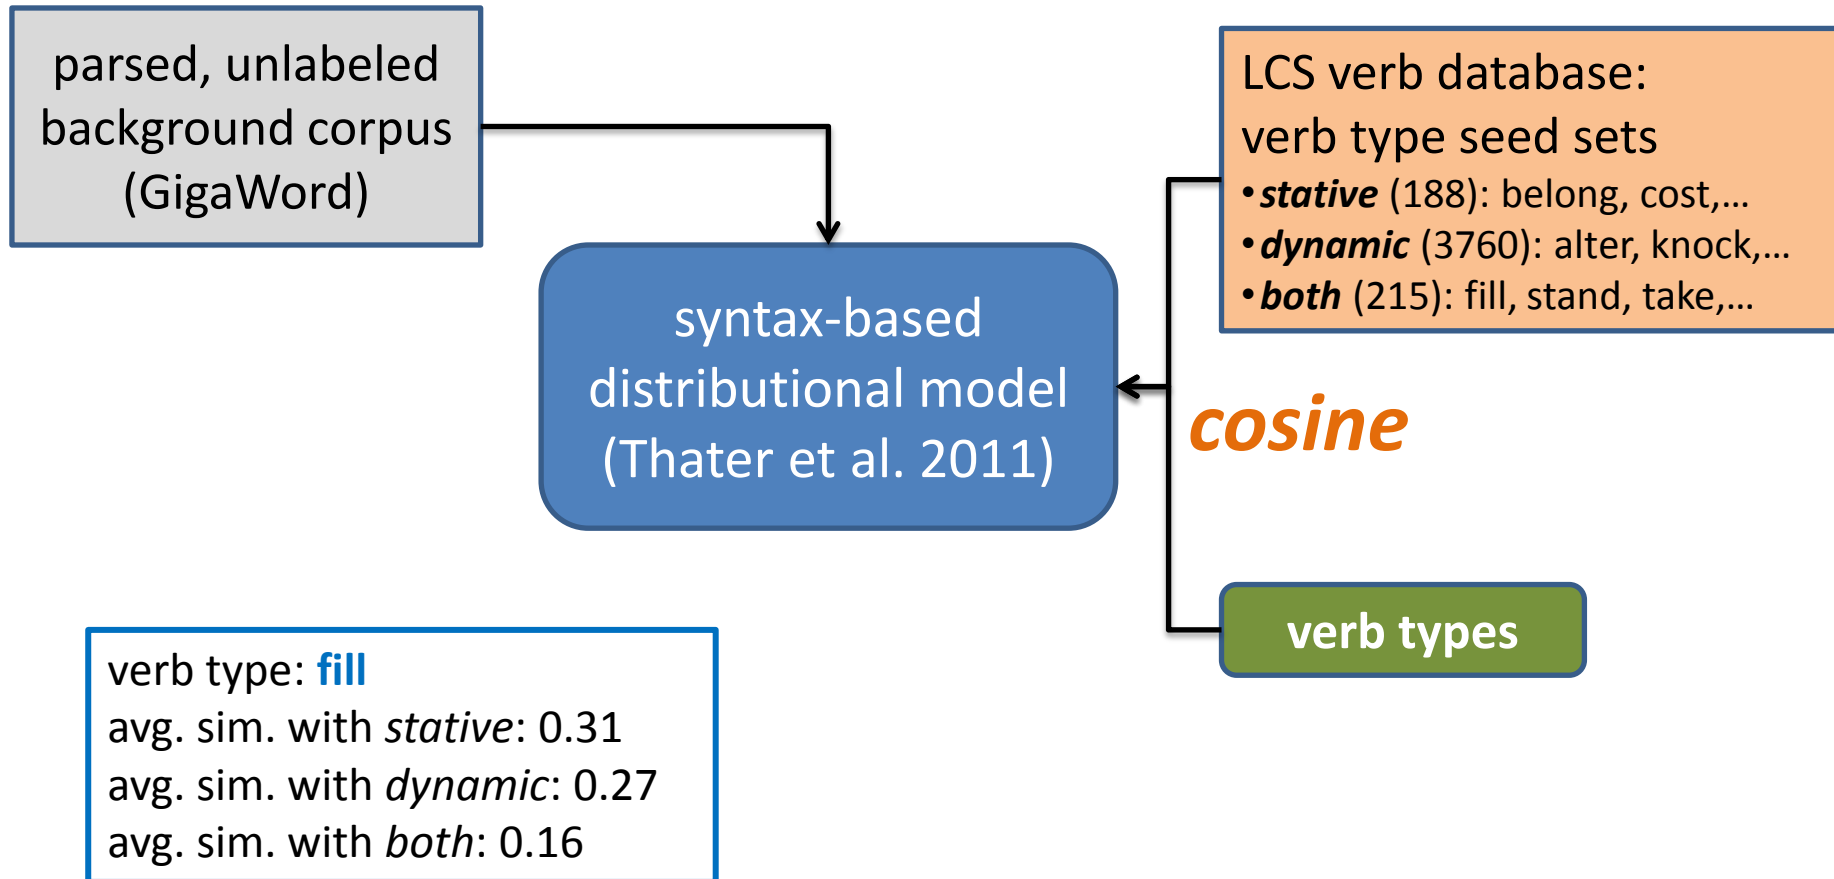 parsed, unlabeled
background corpus
(GigaWord)
LCS verb database:
verb type seed sets
•stative (188): belong, cost,...
•dynamic (3760): alter, knock,...
•both (215): fill, stand, take,...
syntax-based
distributional model
(Thater et al. 2011)
cosine
verb types
verb type: fill
avg. sim. with stative: 0.31
avg. sim. with dynamic: 0.27
avg. sim. with both: 0.16